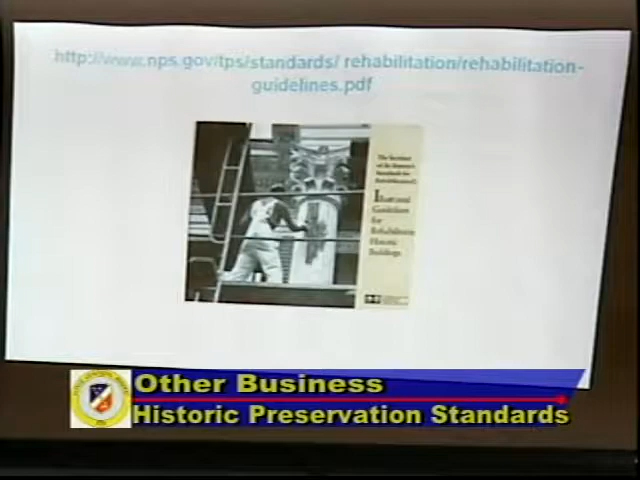 http://www.nps.gov/tps/standards/ rehabilitation/rehabilitation-
guidelines.pdf
The Secretary
of the Interior's
Standards for
Rehabilitation &
Illustrated
Guidelines
for
Rehabilitating
Historic
Buildings
Other Business
Historic Preservation Standards